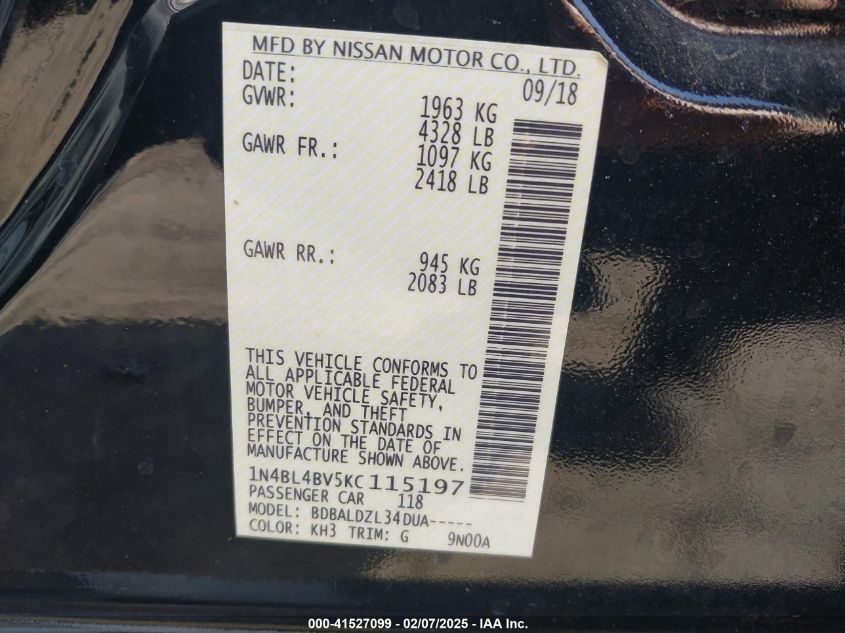 MFD BY NISSAN MOTOR CO., LTD.
DATE: 09/18
GVWR: 1963 KG
4328 LB
GAWR FR.: 1097 KG
2418 LB
GAWR RR.: 945 KG
2083 LB
THIS VEHICLE CONFORMS TO
ALL APPLICABLE FEDERAL
MOTOR VEHICLE SAFETY,
BUMPER, AND THEFT
PREVENTION STANDARDS IN
EFFECT ON THE DATE OF
MANUFACTURE SHOWN ABOVE.
1N4BL4BV5KC115197
PASSENGER CAR 118
MODEL: BDBALDZL34DUA-----
COLOR: KH3 TRIM: G 9N00A
000-41527099 — 02/07/2025 — IAA Inc.